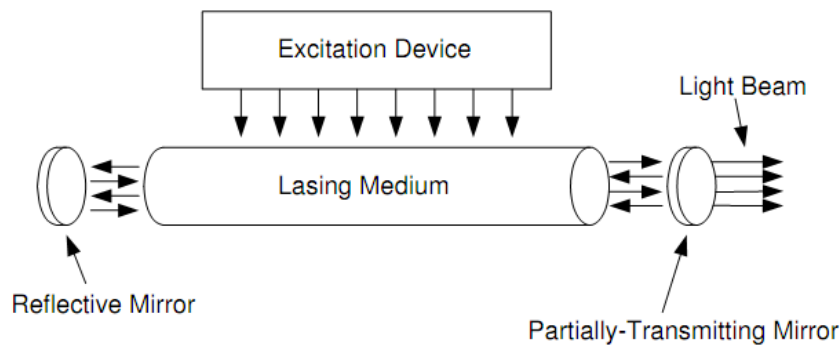 Excitation Device
Light Beam
Lasing Medium
Reflective Mirror
Partially-Transmitting Mirror